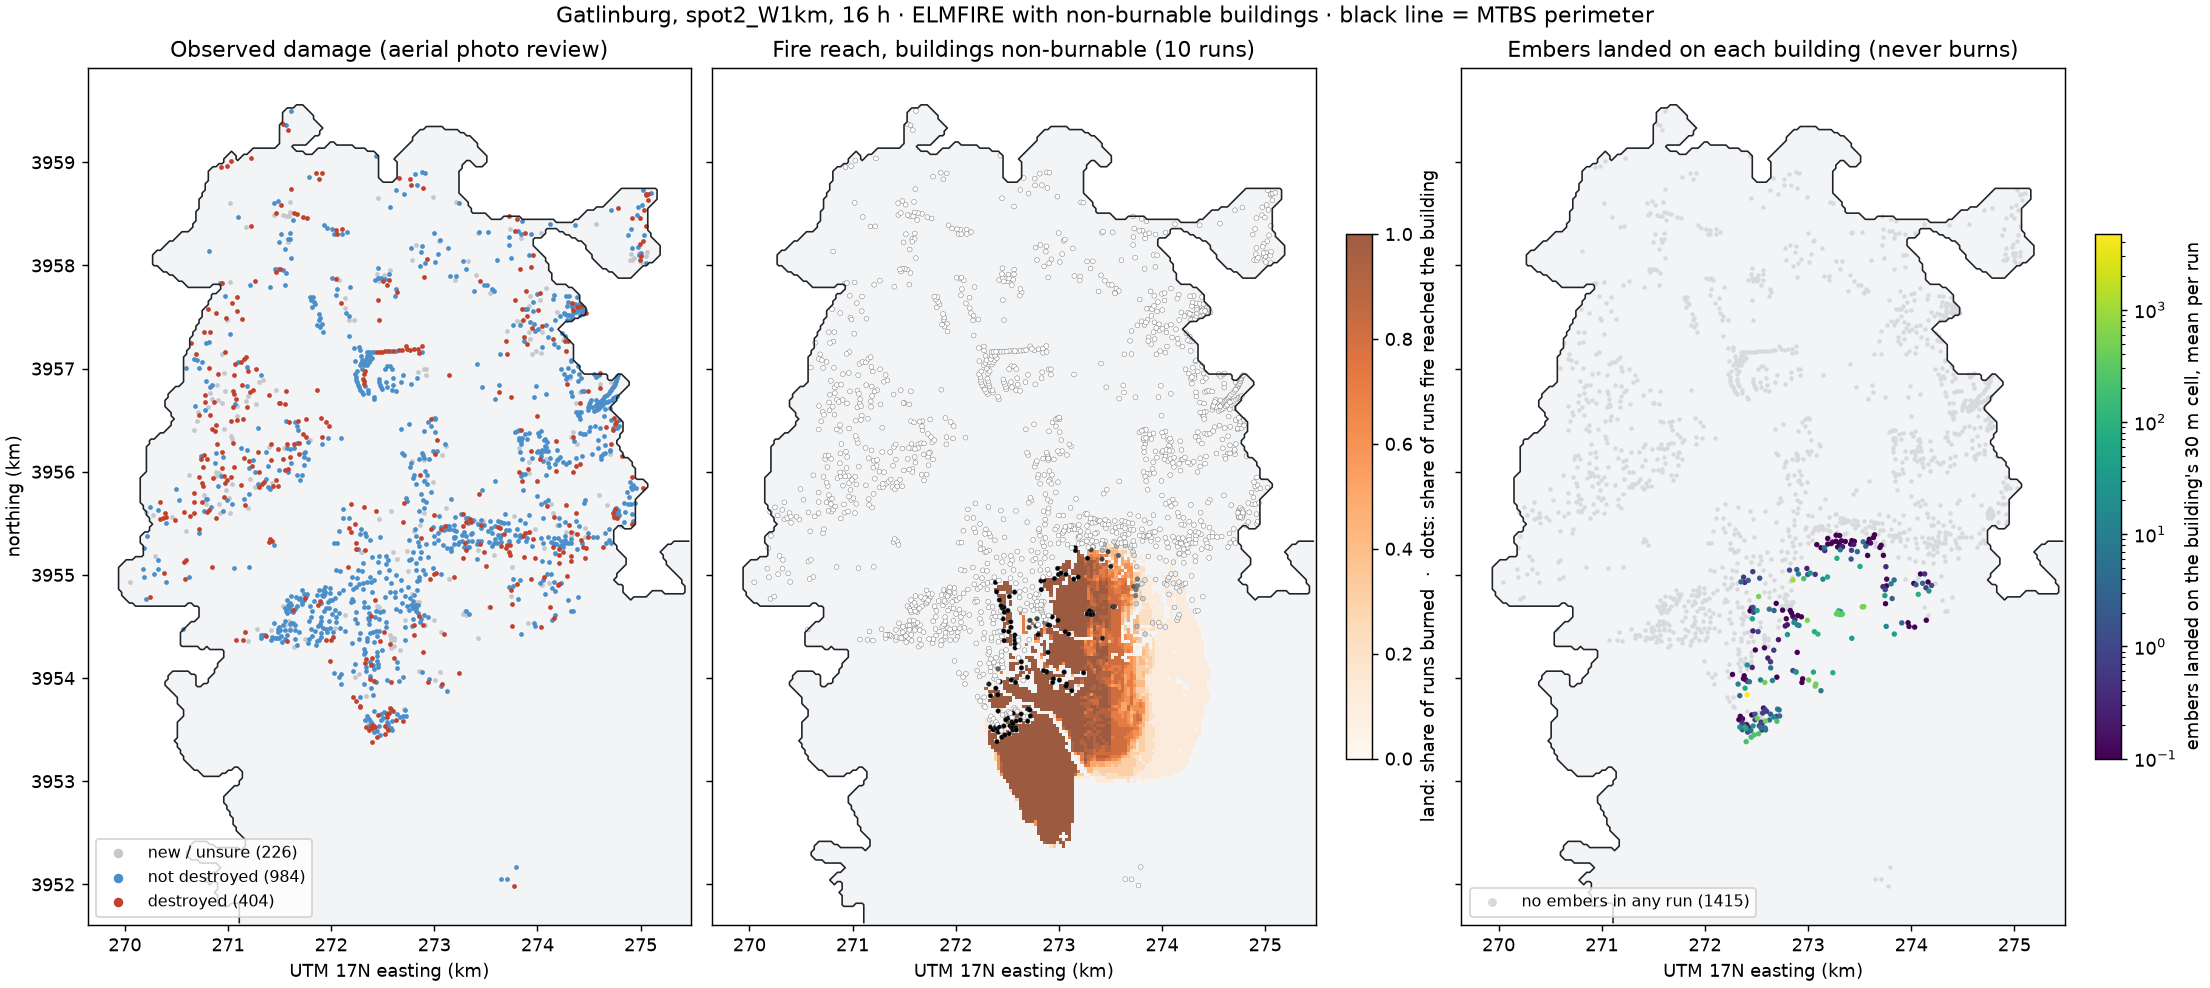 Gatlinburg, spot2_W1km, 16 h · ELMFIRE with non-burnable buildings · black line = MTBS perimeter
Observed damage (aerial photo review)
northing (km)
3959
3958
3957
3956
3955
3954
3953
3952
new / unsure (226)
not destroyed (984)
destroyed (404)
270 271 272 273 274 275
UTM 17N easting (km)
Fire reach, buildings non-burnable (10 runs)
270 271 272 273 274 275
UTM 17N easting (km)
1.0
0.8
0.6
0.4
0.2
0.0
land: share of runs burned · dots: share of runs fire reached the building
Embers landed on each building (never burns)
no embers in any run (1415)
270 271 272 273 274 275
UTM 17N easting (km)
10³
10²
10¹
10⁰
10⁻¹
embers landed on the building's 30 m cell, mean per run